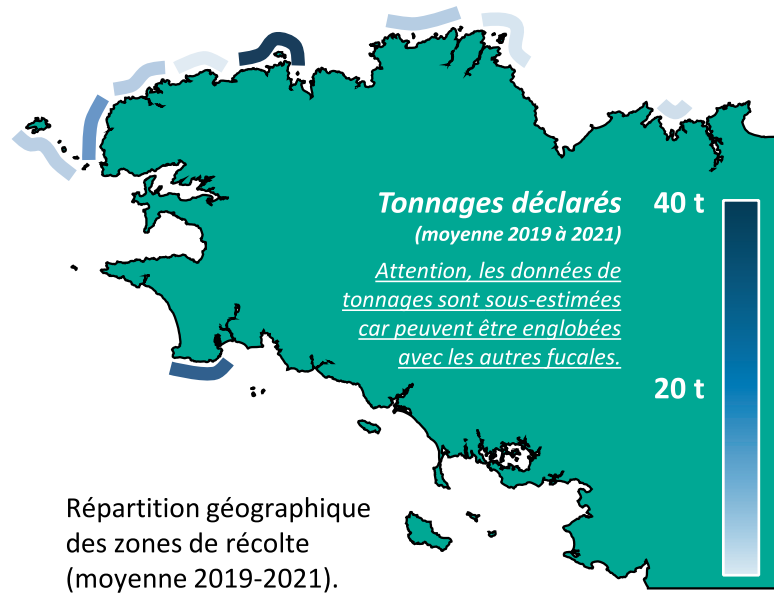 Tonnages déclarés
(moyenne 2019 à 2021)
Attention, les données de
tonnages sont sous-estimées
car peuvent être englobées
avec les autres fucales.
40 t
20 t
Répartition géographique
des zones de récolte
(moyenne 2019-2021).